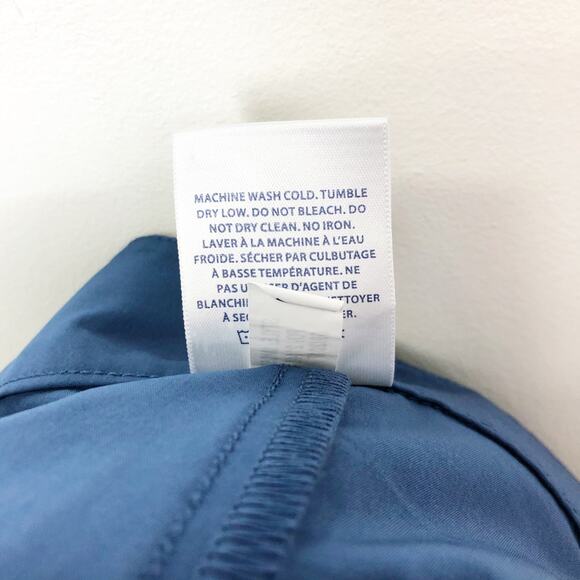 MACHINE WASH COLD. TUMBLE
DRY LOW. DO NOT BLEACH. DO
NOT DRY CLEAN. NO IRON.
LAVER À LA MACHINE À L'EAU
FROIDE. SÉCHER PAR CULBUTAGE
À BASSE TEMPÉRATURE. NE
PAS D'AGENT DE